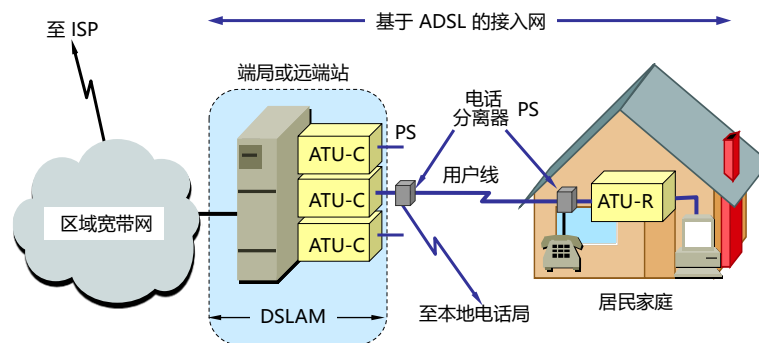 至 ISP
基于 ADSL 的接入网
端局或远端站
电话
分离器
PS
PS
ATU-C
ATU-C
ATU-C
用户线
ATU-R
区域宽带网
DSLAM
至本地电话局
居民家庭